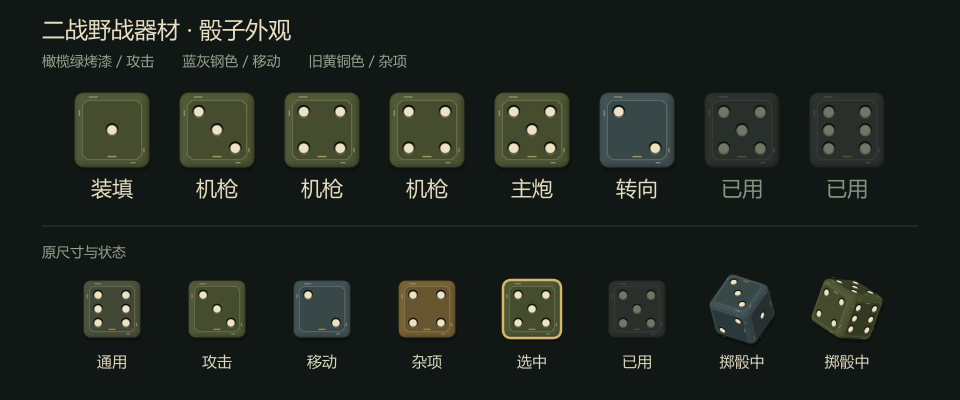 二战野战器材 · 骰子外观
橄榄绿烤漆 / 攻击 蓝灰钢色 / 移动 旧黄铜色 / 杂项
装填 机枪 机枪 机枪 主炮 转向 已用 已用
原尺寸与状态
通用 攻击 移动 杂项 选中 已用 掷骰中 掷骰中